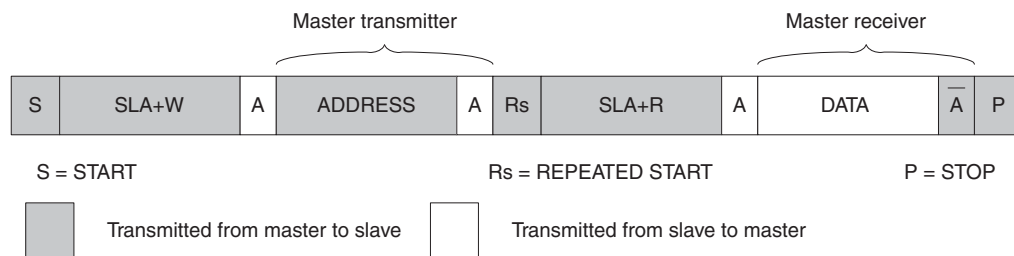 Master transmitter Master receiver
S SLA+W A ADDRESS A Rs SLA+R A DATA A̅ P
S = START Rs = REPEATED START P = STOP
Transmitted from master to slave Transmitted from slave to master